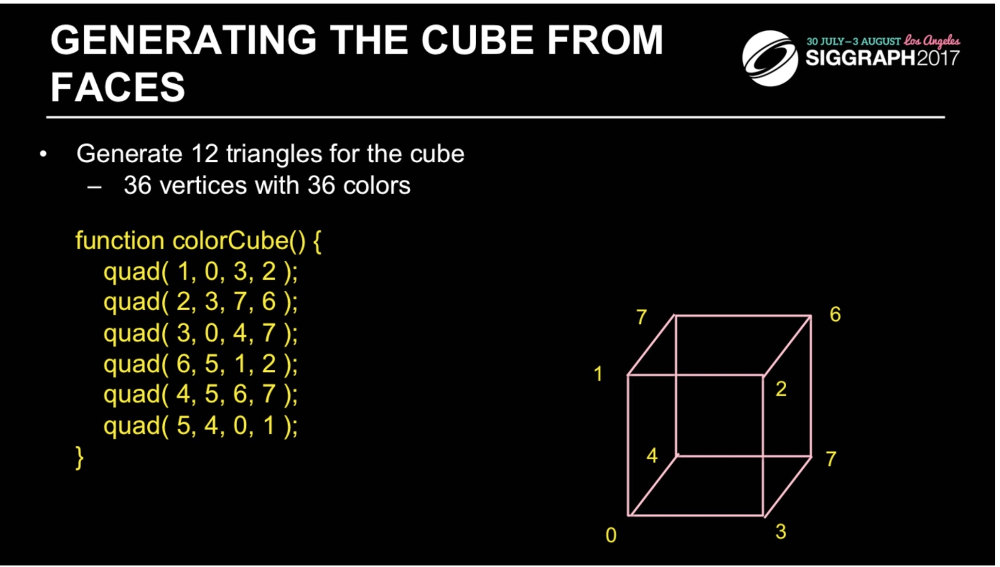 GENERATING THE CUBE FROM
FACES
30 JULY–3 AUGUST Los Angeles
SIGGRAPH2017
• Generate 12 triangles for the cube
– 36 vertices with 36 colors
function colorCube() {
quad( 1, 0, 3, 2 );
quad( 2, 3, 7, 6 );
quad( 3, 0, 4, 7 );
quad( 6, 5, 1, 2 );
quad( 4, 5, 6, 7 );
quad( 5, 4, 0, 1 );
}
7
6
1
2
4
7
0
3